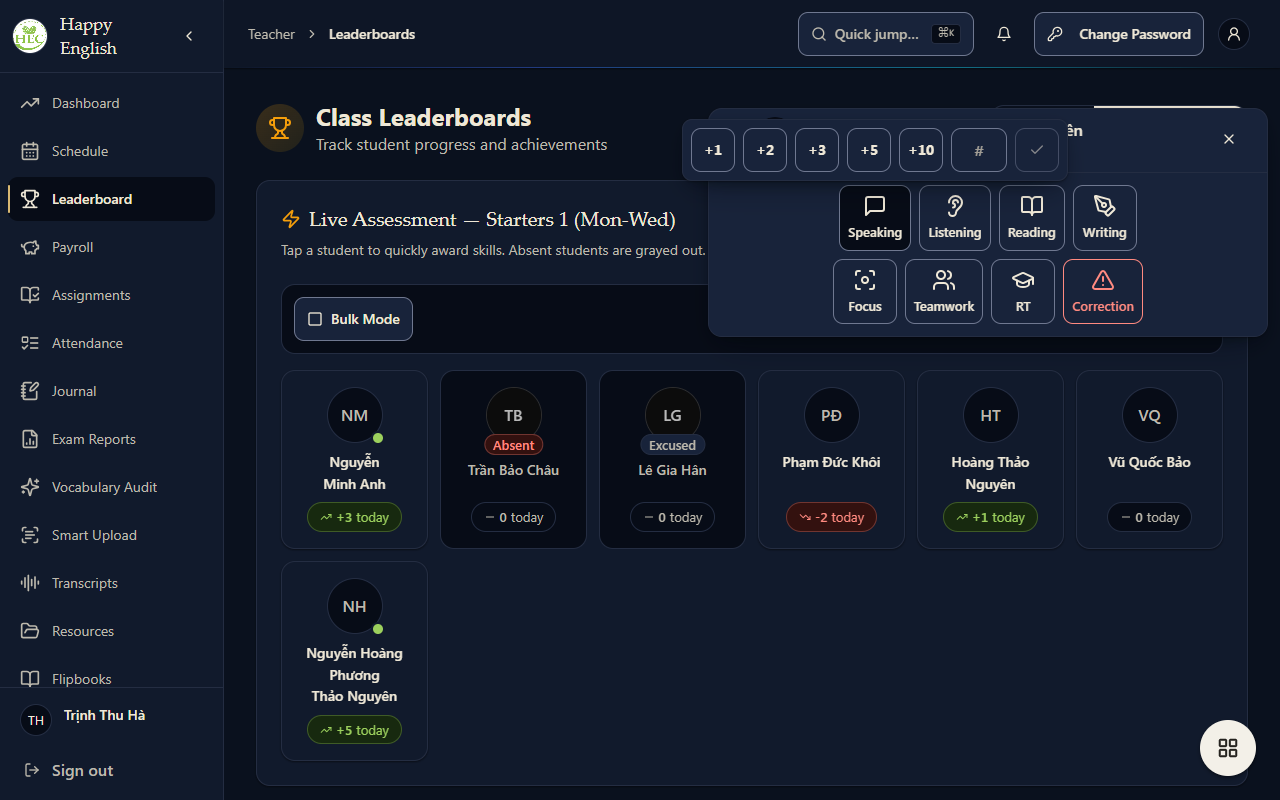 HEC
Happy
English
Teacher
Leaderboards
Quick jump...
⌘K
Change Password
Dashboard
Schedule
Leaderboard
Payroll
Assignments
Attendance
Journal
Exam Reports
Vocabulary Audit
Smart Upload
Transcripts
Resources
Flipbooks
TH
Trịnh Thu Hà
Sign out
Class Leaderboards
Track student progress and achievements
+1
+2
+3
+5
+10
#
Speaking
Listening
Reading
Writing
Focus
Teamwork
RT
Correction
Live Assessment — Starters 1 (Mon-Wed)
Tap a student to quickly award skills. Absent students are grayed out.
Bulk Mode
NM
Nguyễn
Minh Anh
+3 today
TB
Absent
Trần Bảo Châu
0 today
LG
Excused
Lê Gia Hân
0 today
PĐ
Phạm Đức Khôi
-2 today
HT
Hoàng Thảo
Nguyên
+1 today
VQ
Vũ Quốc Bảo
0 today
NH
Nguyễn Hoàng
Phương
Thảo Nguyên
+5 today